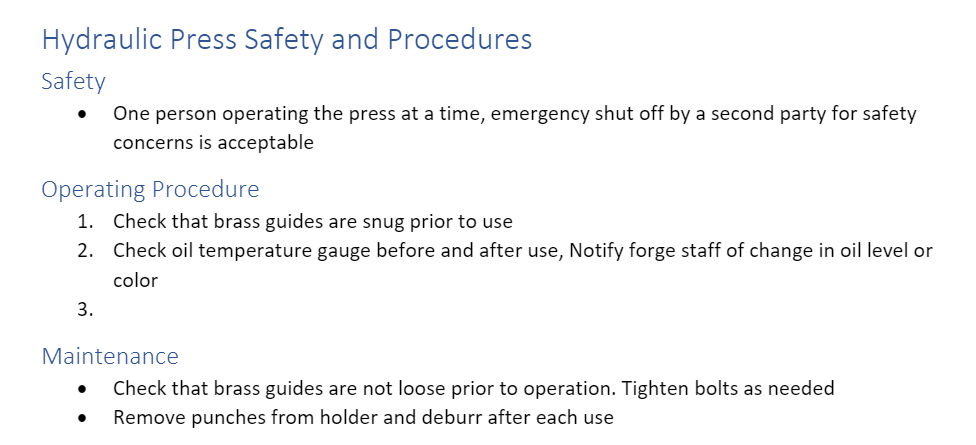 Hydraulic Press Safety and Procedures
Safety
• One person operating the press at a time, emergency shut off by a second party for safety
concerns is acceptable
Operating Procedure
1. Check that brass guides are snug prior to use
2. Check oil temperature gauge before and after use, Notify forge staff of change in oil level or
color
3.
Maintenance
• Check that brass guides are not loose prior to operation. Tighten bolts as needed
• Remove punches from holder and deburr after each use